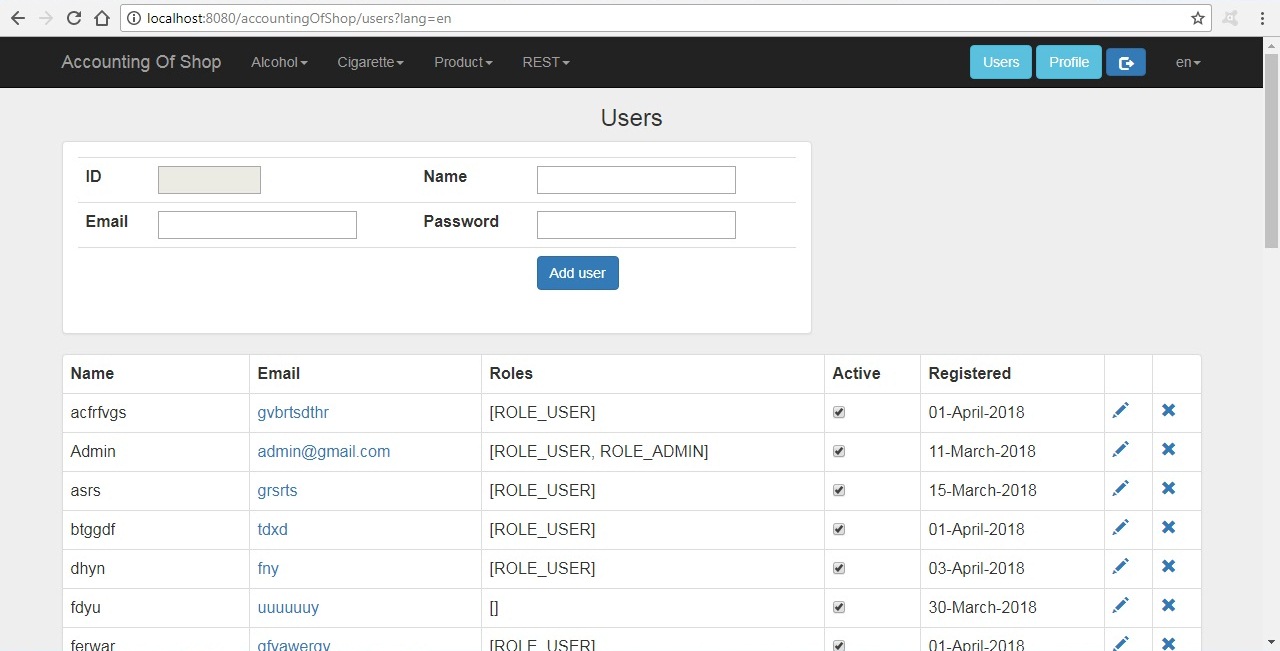 localhost:8080/accountingOfShop/users?lang=en
Accounting Of Shop Alcohol Cigarette Product REST Users Profile en
Users
ID Name
Email Password
Add user
Name Email Roles Active Registered
acfrfvgs gvbrtsdthr [ROLE_USER] 01-April-2018
Admin admin@gmail.com [ROLE_USER, ROLE_ADMIN] 11-March-2018
asrs grsrts [ROLE_USER] 15-March-2018
btggdf tdxd [ROLE_USER] 01-April-2018
dhyn fny [ROLE_USER] 03-April-2018
fdyu uuuuuuy [] 30-March-2018
ferwar gfyawergy [ROLE_USER] 01-April-2018